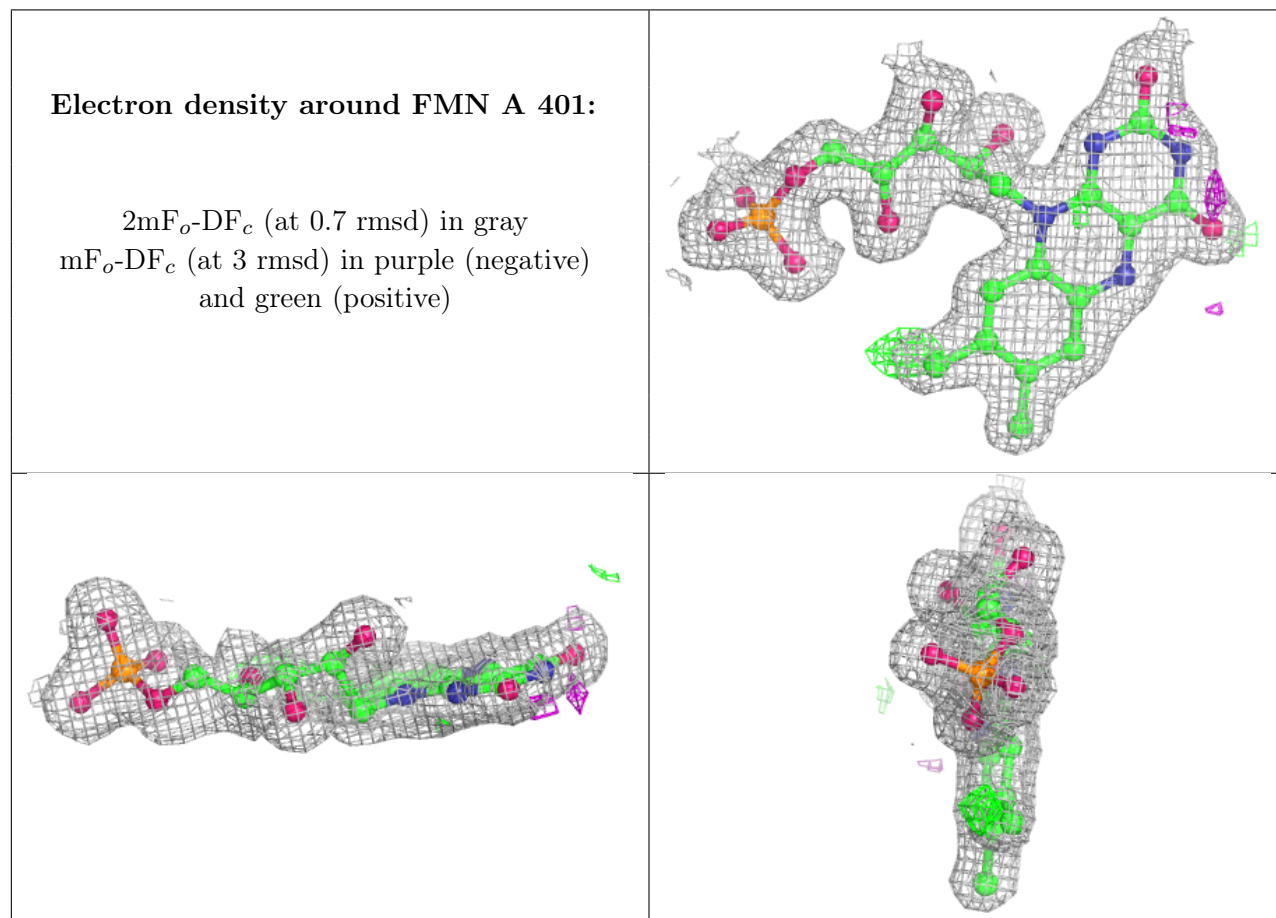 Electron density around FMN A 401:
2mFo-DFc (at 0.7 rmsd) in gray
mFo-DFc (at 3 rmsd) in purple (negative)
and green (positive)